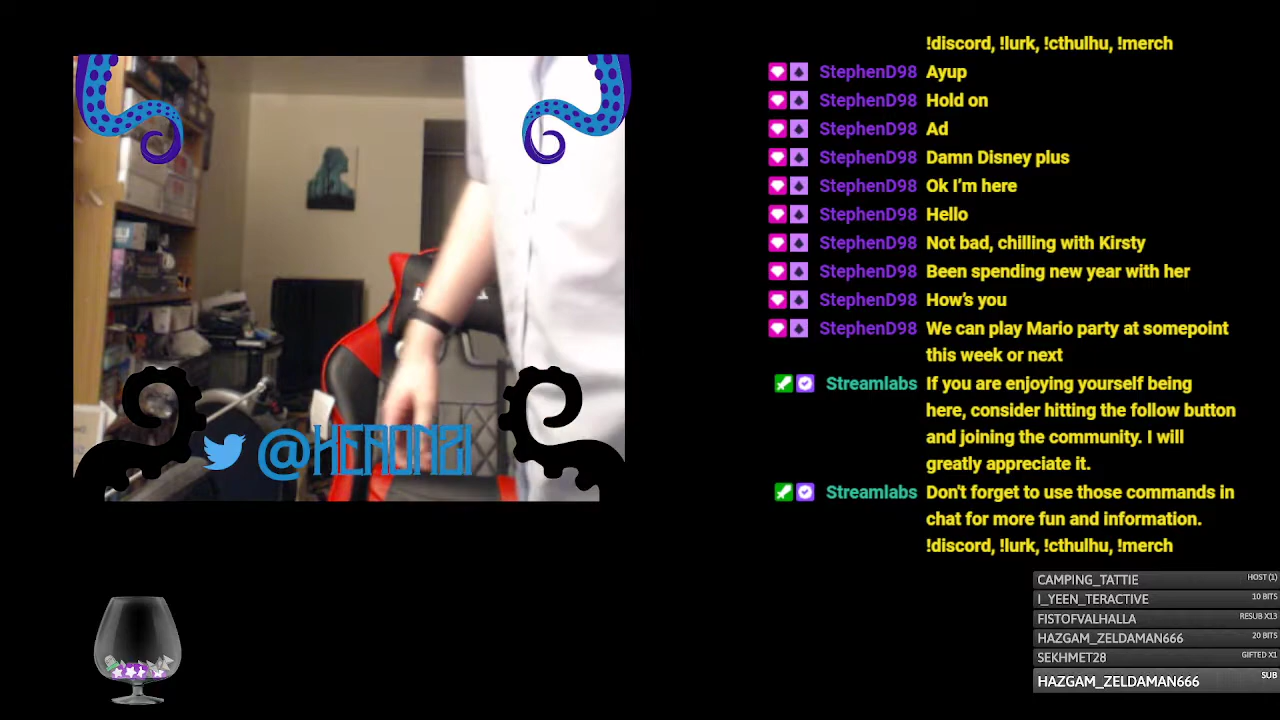 !discord, !lurk, !cthulhu, !merch
StephenD98 Ayup
StephenD98 Hold on
StephenD98 Ad
StephenD98 Damn Disney plus
StephenD98 Ok I’m here
StephenD98 Hello
StephenD98 Not bad, chilling with Kirsty
StephenD98 Been spending new year with her
StephenD98 How’s you
StephenD98 We can play Mario party at somepoint
this week or next
Streamlabs If you are enjoying yourself being
here, consider hitting the follow button
and joining the community. I will
greatly appreciate it.
Streamlabs Don't forget to use those commands in
chat for more fun and information.
!discord, !lurk, !cthulhu, !merch
@HERONZI
CAMPING_TATTIE HOST (1)
I_YEEN_TERACTIVE 10 BITS
FISTOFVALHALLA RESUB X13
HAZGAM_ZELDAMAN666 20 BITS
SEKHMET28 GIFTED X1
HAZGAM_ZELDAMAN666 SUB